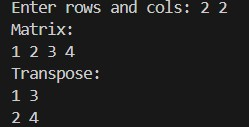 Enter rows and cols: 2 2
Matrix:
1 2 3 4
Transpose:
1 3
2 4